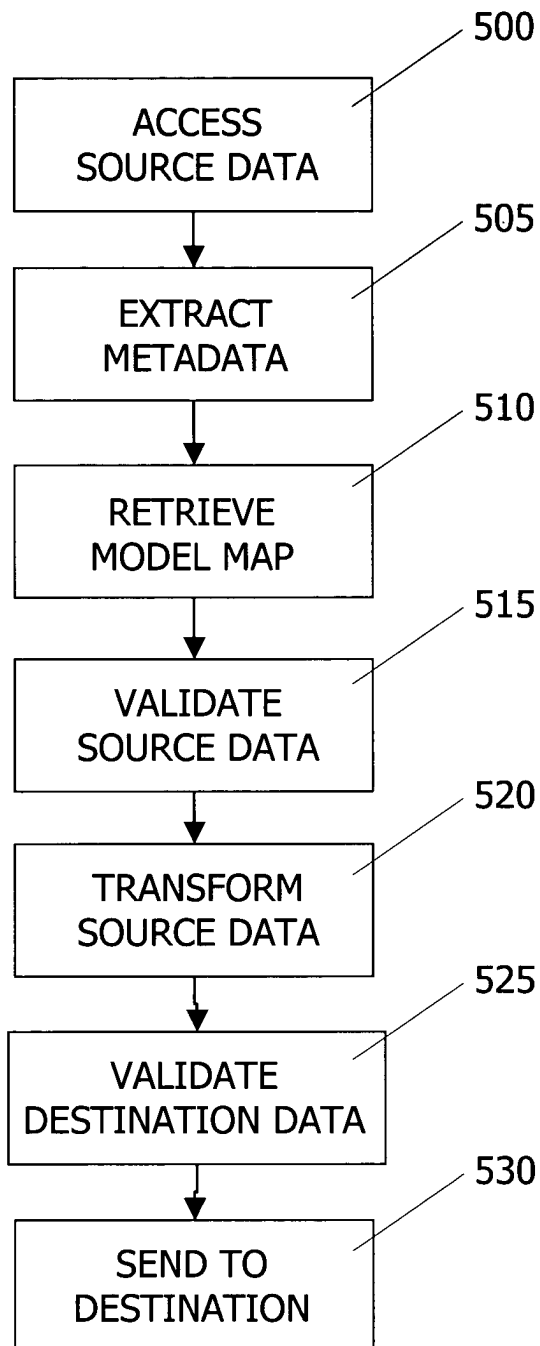 500
ACCESS
SOURCE DATA
505
EXTRACT
METADATA
510
RETRIEVE
MODEL MAP
515
VALIDATE
SOURCE DATA
520
TRANSFORM
SOURCE DATA
525
VALIDATE
DESTINATION DATA
530
SEND TO
DESTINATION